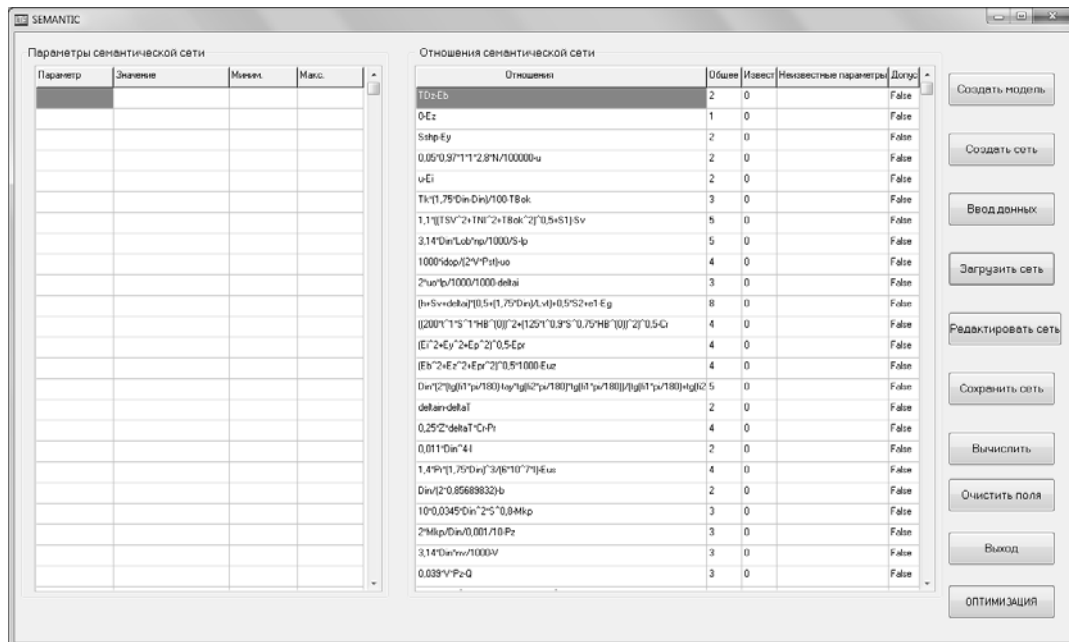 SEMANTIC
Параметры семантической сети
Отношения семантической сети
Параметр Значение Миним. Макс.
Отношения Общее Извест Неизвестные параметры Допус
TDz-Eb 2 0 False
0-Ez 1 0 False
Sshp-Ey 2 0 False
0,05*0,97*1*1*2,8*N/100000-u 2 0 False
u-Ei 2 0 False
Tk*(1,75*Din-Din)/100-TBok 3 0 False
1,1*((TSV^2+TNI^2+TBok^2)^0,5+S1)-Sv 5 0 False
3,14*Din*Lob*np/1000/S-lp 5 0 False
1000*idop/(2*V*Pst)-uo 4 0 False
2*uo*lp/1000/1000-deltai 3 0 False
(h+Sv+deltai)*(0,5+(1,75*Din)/Lvt)+0,5*S2+e1-Eg 8 0 False
((200*t^1*S^1*HB^(0))^2+(125*t^0,9*S^0,75*HB^(0))^2)^0,5-Ci 4 0 False
(Ei^2+Ey^2+Ep^2)^0,5-Epr 4 0 False
(Eb^2+Ez^2+Epr^2)^0,5*1000-Euz 4 0 False
5 0 False
deltain-deltaT 2 0 False
0,25*Z*deltaT*Cr-Pr 4 0 False
0,011*Din^4-I 2 0 False
1,4*Pr*(1,75*Din)^3/(6*10^7*I)-Eus 4 0 False
Din/(2*0,85689832)-b 2 0 False
10*0,0345*Din^2*S^0,8-Mkp 3 0 False
2*Mkp/Din/0,001/10-Pz 3 0 False
3,14*Din*nv/1000-V 3 0 False
0,039*V*Pz-Q 3 0 False
Создать модель
Создать сеть
Ввод данных
Загрузить сеть
Редактировать сеть
Сохранить сеть
Вычислить
Очистить поля
Выход
ОПТИМИЗАЦИЯ